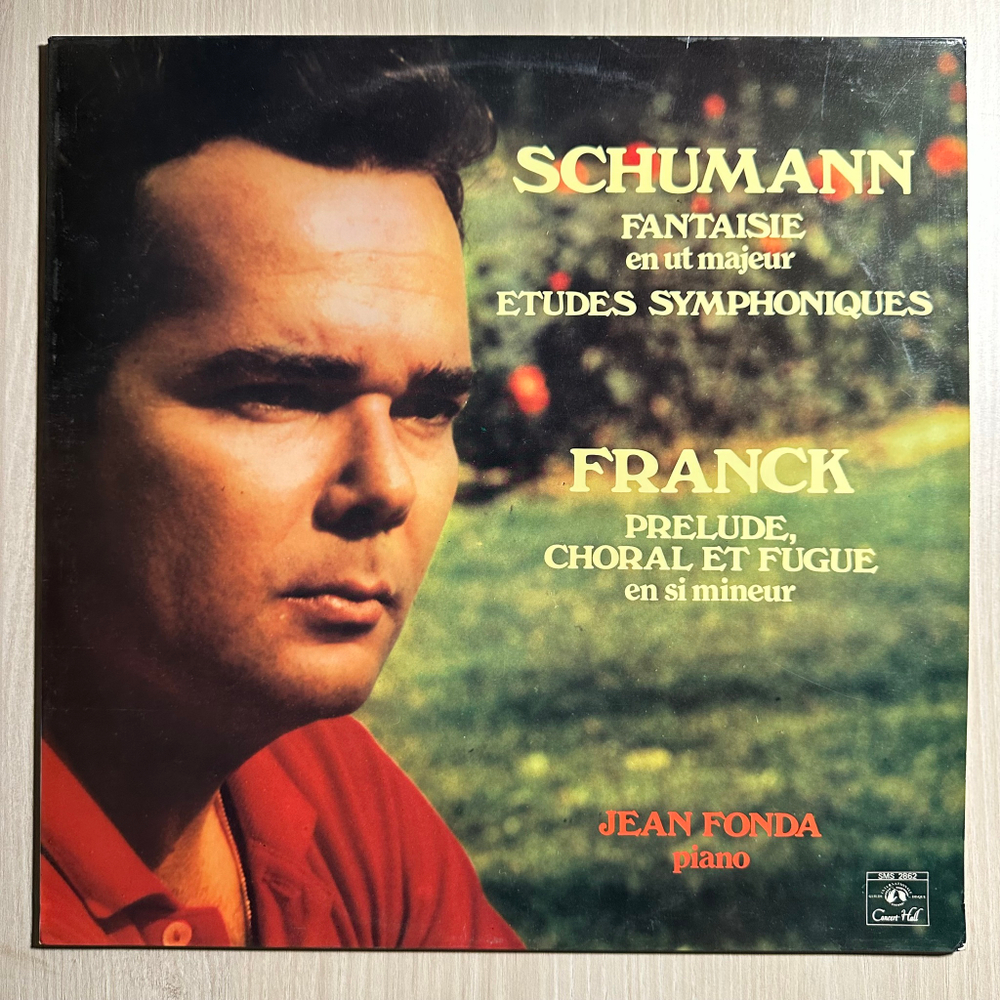 SCHUMANN
FANTAISIE
en ut majeur
ETUDES SYMPHONIQUES
FRANCK
PRELUDE,
CHORAL ET FUGUE
en si mineur
JEAN FONDA
piano
SMS 2862
Concert Hall